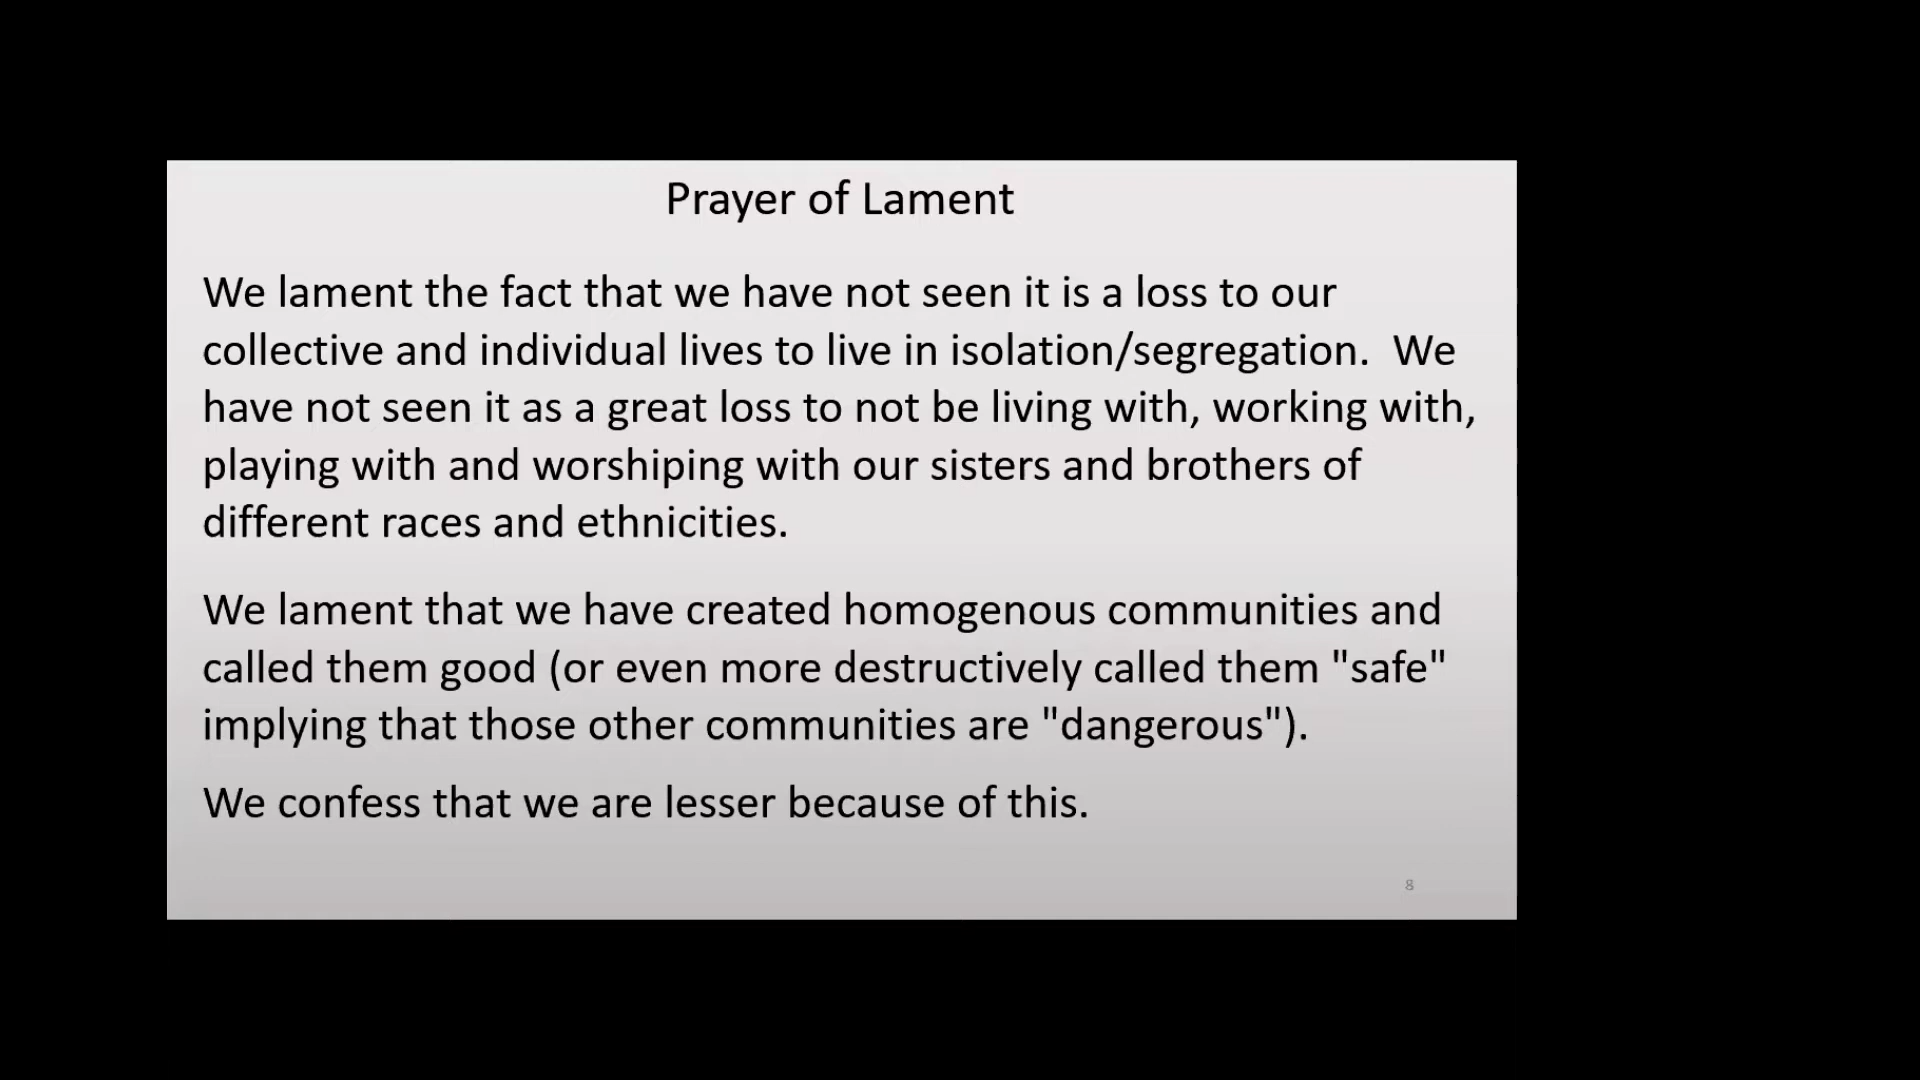 Prayer of Lament
We lament the fact that we have not seen it is a loss to our
collective and individual lives to live in isolation/segregation.  We
have not seen it as a great loss to not be living with, working with,
playing with and worshiping with our sisters and brothers of
different races and ethnicities.
We lament that we have created homogenous communities and
called them good (or even more destructively called them "safe"
implying that those other communities are "dangerous").
We confess that we are lesser because of this.
8